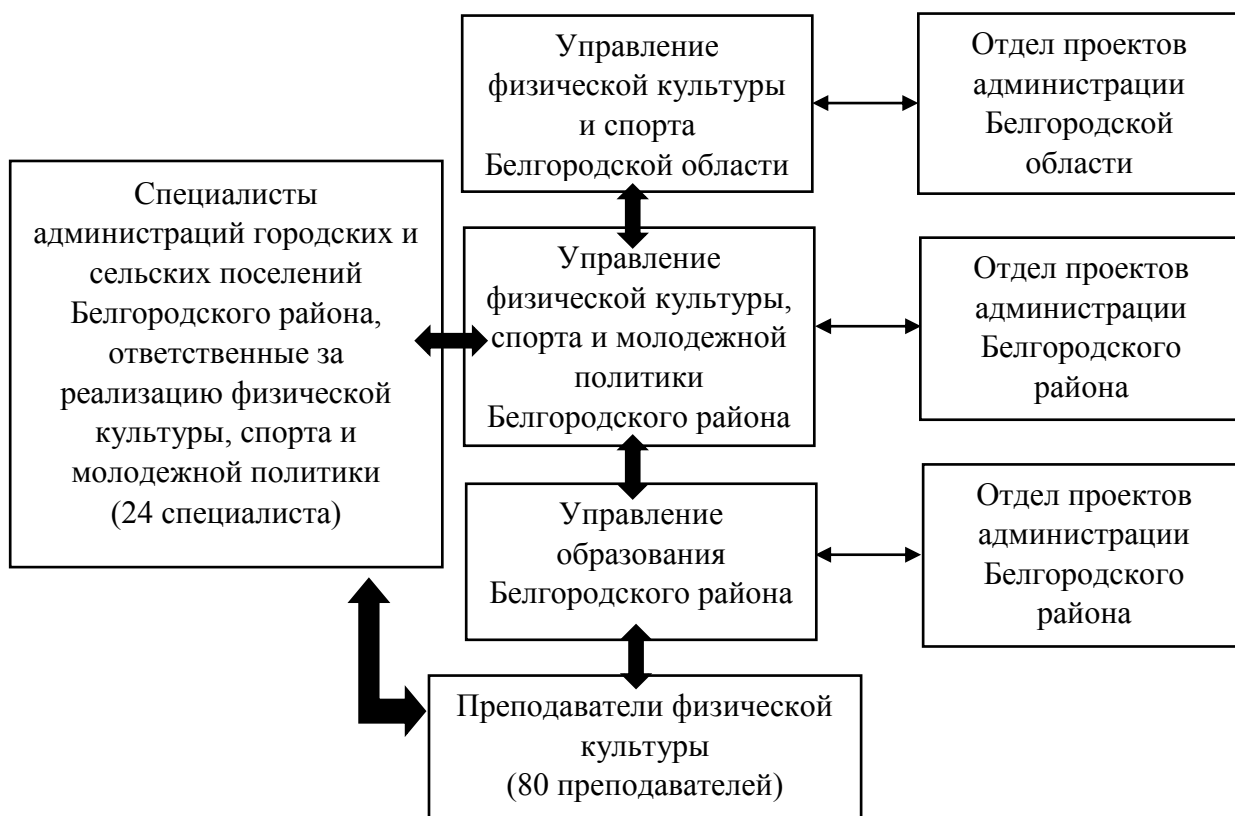 Управление
физической культуры
и спорта
Белгородской области
Отдел проектов
администрации
Белгородской
области
Специалисты
администраций городских и
сельских поселений
Белгородского района,
ответственные за
реализацию физической
культуры, спорта и
молодежной политики
(24 специалиста)
Управление
физической культуры,
спорта и молодежной
политики
Белгородского района
Отдел проектов
администрации
Белгородского
района
Управление
образования
Белгородского района
Отдел проектов
администрации
Белгородского
района
Преподаватели физической
культуры
(80 преподавателей)